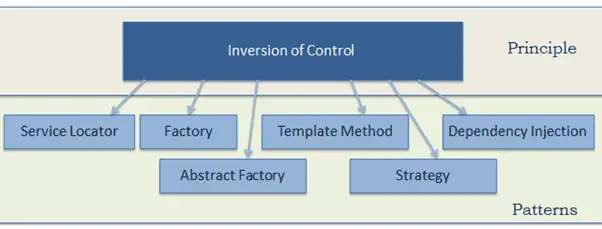 Inversion of Control
Principle
Service Locator
Factory
Template Method
Dependency Injection
Abstract Factory
Strategy
Patterns